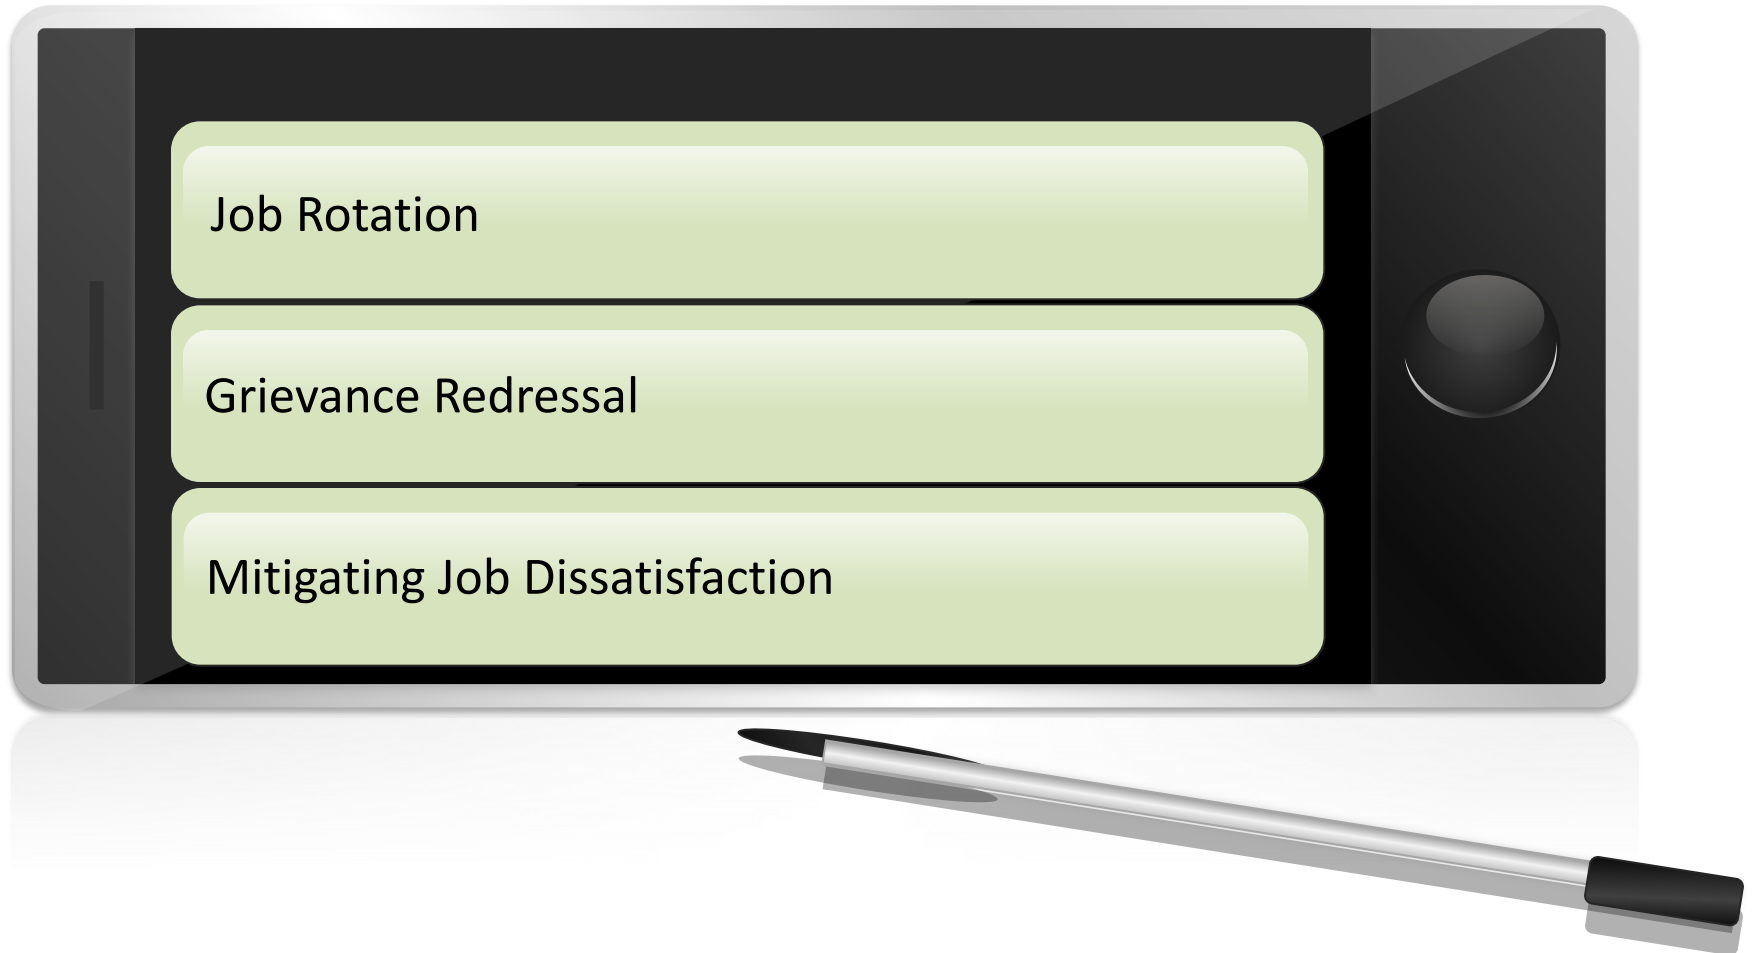 Job Rotation
Grievance Redressal
Mitigating Job Dissatisfaction